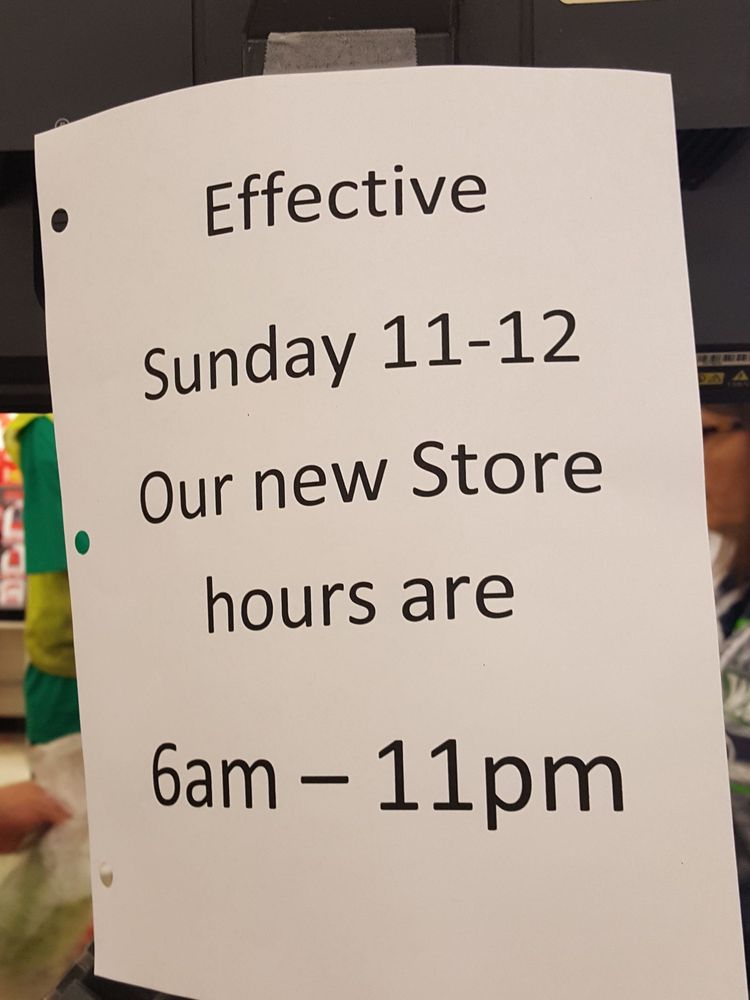 Effective
Sunday 11-12
Our new Store
hours are
6am – 11pm